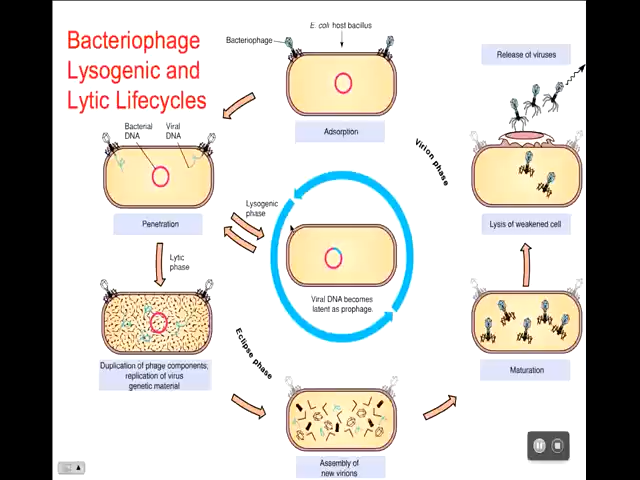 Bacteriophage
Lysogenic and
Lytic Lifecycles
E. coli host bacillus
Bacteriophage
Adsorption
Release of viruses
Bacterial
DNA
Viral
DNA
Penetration
Virion phase
Lysis of weakened cell
Lysogenic
phase
Viral DNA becomes
latent as prophage.
Lytic
phase
Duplication of phage components;
replication of virus
genetic material
Eclipse phase
Maturation
Assembly of
new virions